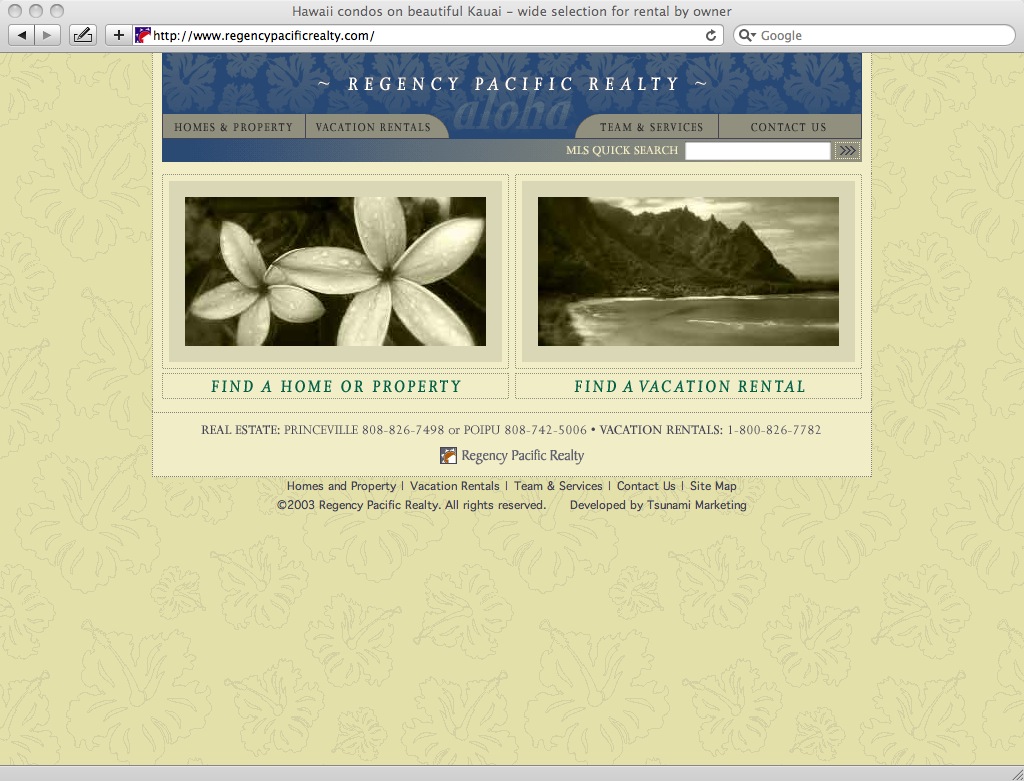 Hawaii condos on beautiful Kauai – wide selection for rental by owner
http://www.regencypacificrealty.com/
Google
~ REGENCY PACIFIC REALTY ~
aloha
HOMES & PROPERTY VACATION RENTALS TEAM & SERVICES CONTACT US
MLS QUICK SEARCH
FIND A HOME OR PROPERTY FIND A VACATION RENTAL
REAL ESTATE: PRINCEVILLE 808-826-7498 or POIPU 808-742-5006 • VACATION RENTALS: 1-800-826-7782
Regency Pacific Realty
Homes and Property | Vacation Rentals | Team & Services | Contact Us | Site Map
©2003 Regency Pacific Realty. All rights reserved. Developed by Tsunami Marketing